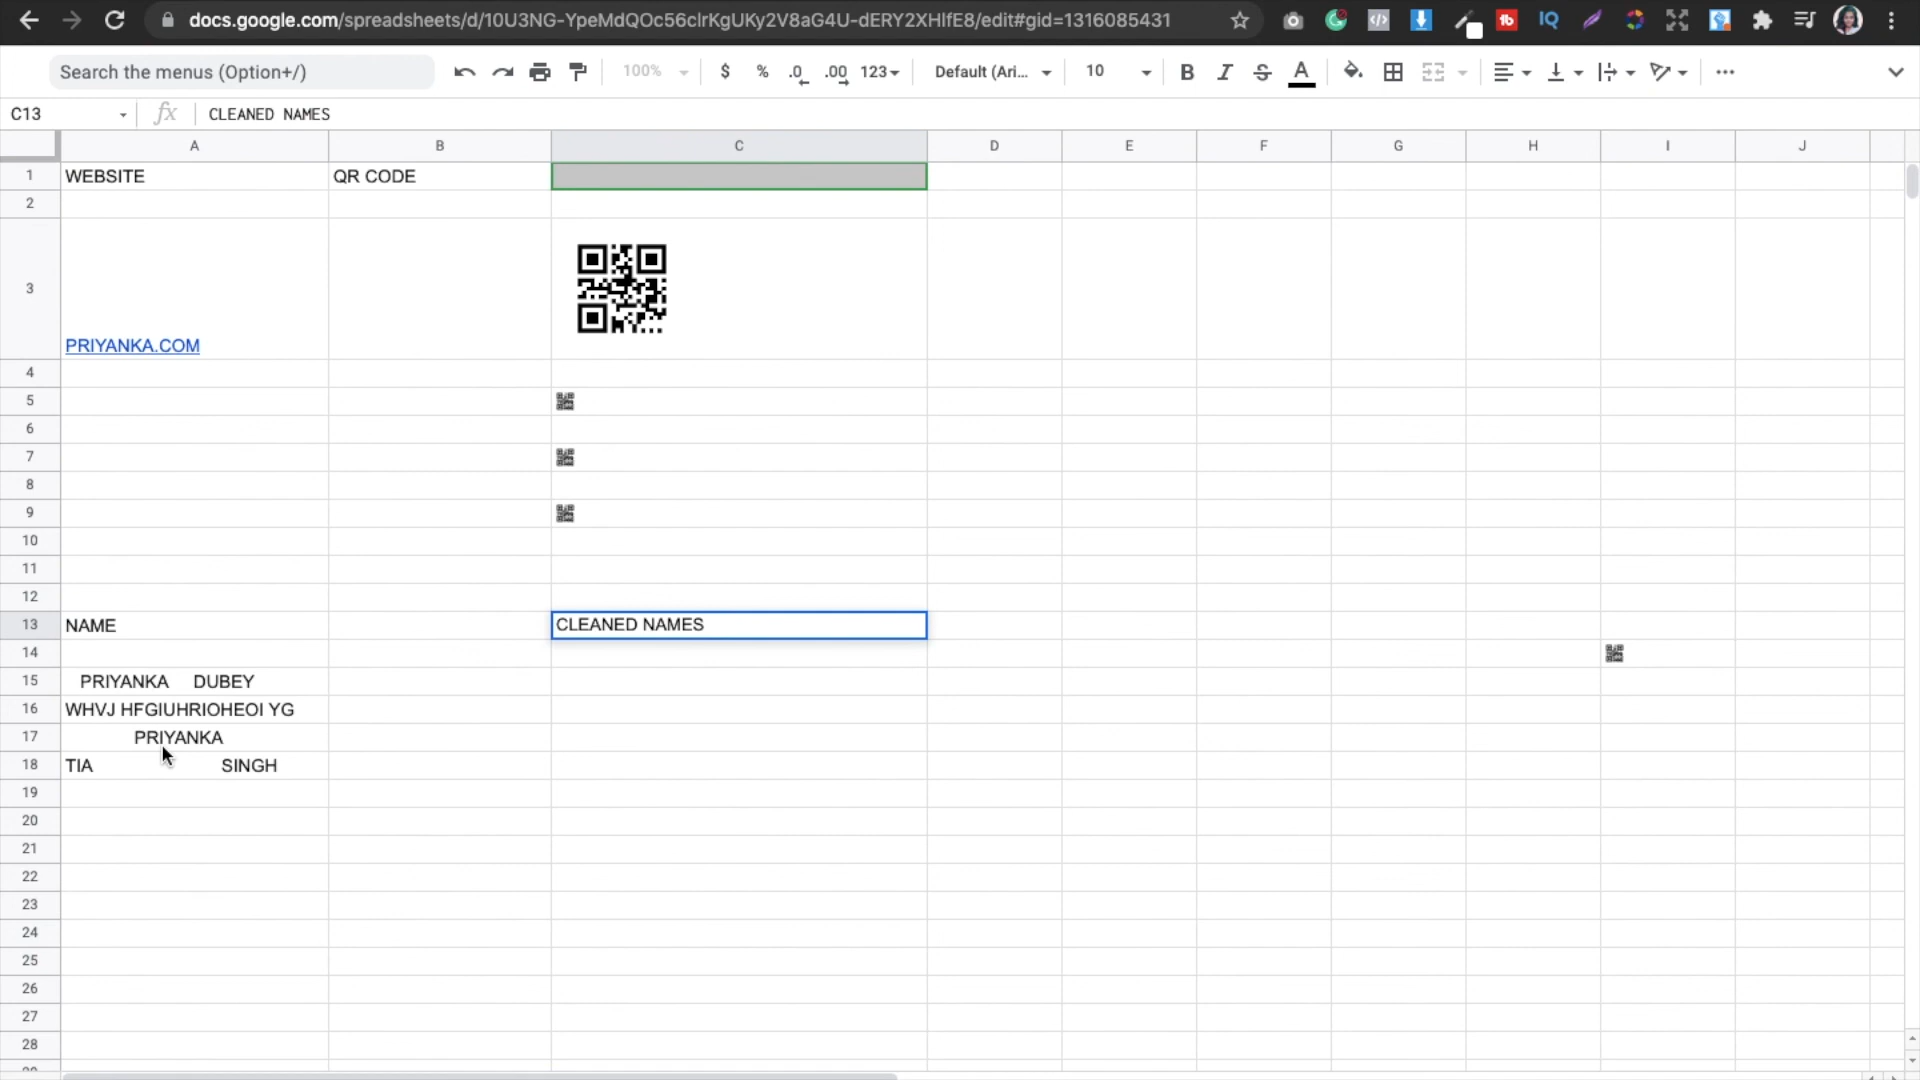 docs.google.com/spreadsheets/d/10U3NG-YpeMdQOc56clrKgUKy2V8aG4U-dERY2XHlfE8/edit#gid=1316085431
Search the menus (Option+/) 100% $ % .0 .00 123 Default (Ari... 10 B I S A
C13 fx CLEANED NAMES
A B C D E F G H I J
1 WEBSITE QR CODE
2
3 PRIYANKA.COM
4
5
6
7
8
9
10
11
12
13 NAME CLEANED NAMES
14
15 PRIYANKA DUBEY
16 WHVJ HFGIUHRIOHEOI YG
17 PRIYANKA
18 TIA SINGH
19
20
21
22
23
24
25
26
27
28